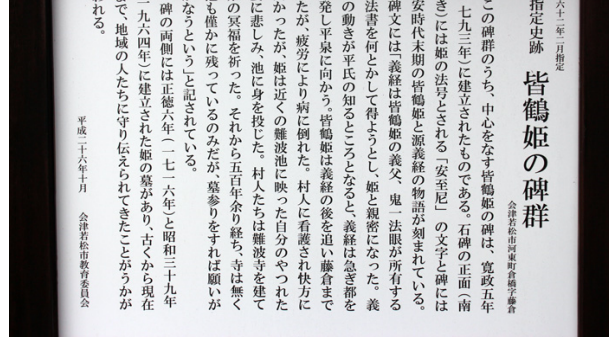 六十二年二月指定
指定史跡 皆鶴姫の碑群
会津若松市河東町倉橋字藤倉
この碑群のうち、中心をなす皆鶴姫の碑は、寛政五年
七九三年)に建立されたものである。石碑の正面(南
き)には姫の法号とされる「安至尼」の文字と碑には
安時代末期の皆鶴姫と源義経の物語が刻まれている。
碑文には「義経は皆鶴姫の義父、鬼一法眼が所有する
法書を何とかして得ようとし、姫と親密になった。義
の動きが平氏の知るところとなると、義経は急ぎ都を
発し平泉に向かう。皆鶴姫は義経の後を追い藤倉まで
たが、疲労により病に倒れた。村人に看護され快方に
かったが、姫は近くの難波池に映った自分のやつれた
に悲しみ、池に身を投じた。村人たちは難波寺を建て
の冥福を祈った。それから五百年余り経ち、寺は無く
も僅かに残っているのみだが、墓参りをすれば願いが
なうという」と記されている。
碑の両側には正徳六年(一七一六年)と昭和三十九年
一九六四年)に建立された姫の墓があり、古くから現在
で、地域の人たちに守り伝えられてきたことがうかが
れる。
平成二十六年十月 会津若松市教育委員会